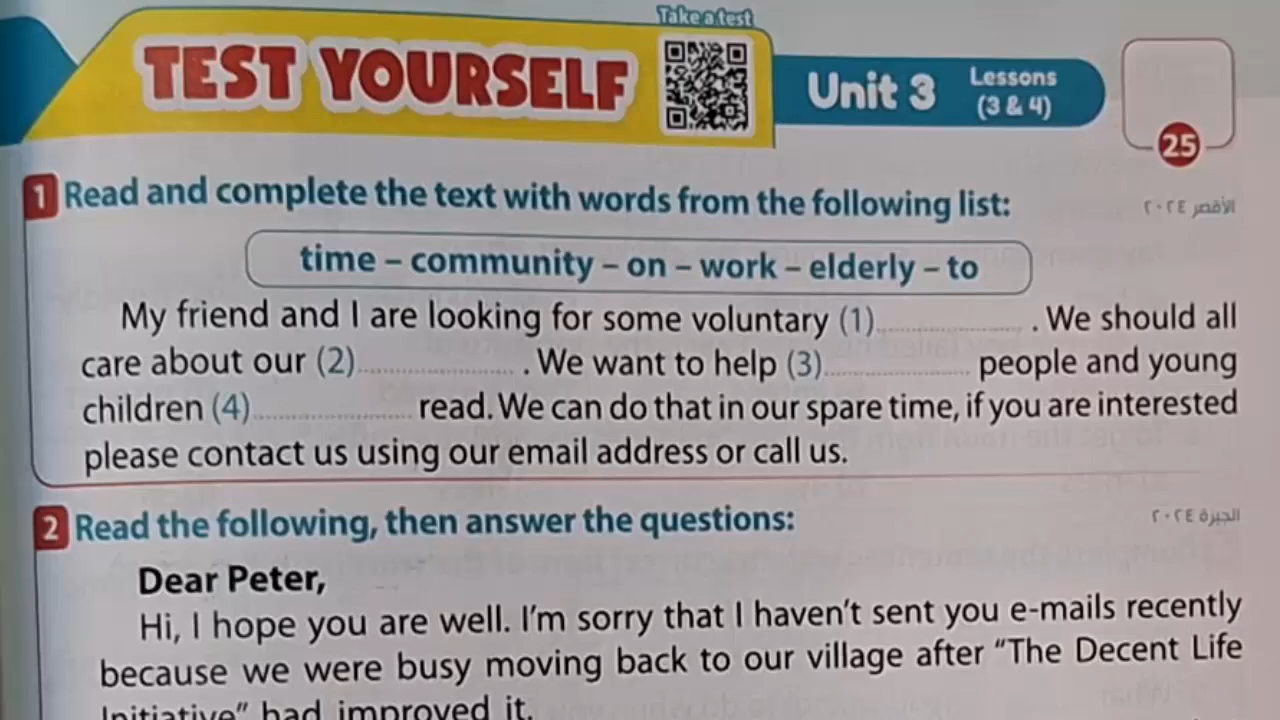 Take a test
TEST YOURSELF
Unit 3
Lessons
(3 & 4)
25
1 Read and complete the text with words from the following list:
الأقصر ٢٠٢٤
time – community – on – work – elderly – to
My friend and I are looking for some voluntary (1).................... . We should all
care about our (2).................... . We want to help (3).................... people and young
children (4).................... read. We can do that in our spare time, if you are interested
please contact us using our email address or call us.
2 Read the following, then answer the questions:
الجيزة ٢٠٢٤
Dear Peter,
Hi, I hope you are well. I'm sorry that I haven't sent you e-mails recently
because we were busy moving back to our village after “The Decent Life
Initiative” had improved it.